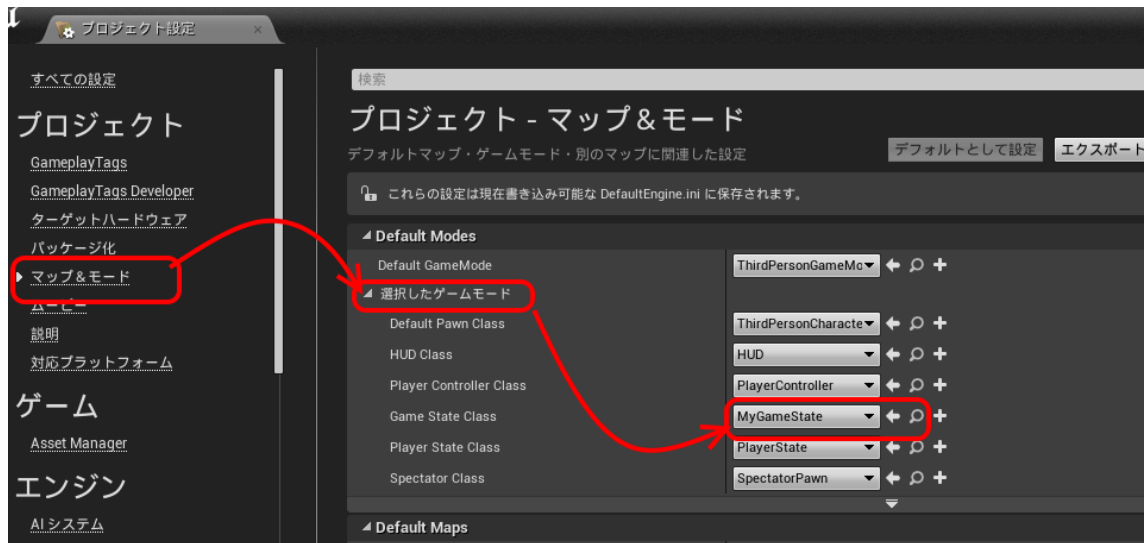 プロジェクト設定
すべての設定
プロジェクト
GameplayTags
GameplayTags Developer
ターゲットハードウェア
パッケージ化
マップ＆モード
ムービー
説明
対応プラットフォーム
ゲーム
Asset Manager
エンジン
AIシステム
検索
プロジェクト - マップ＆モード
デフォルトマップ・ゲームモード・別のマップに関連した設定
デフォルトとして設定
エクスポート
これらの設定は現在書き込み可能な DefaultEngine.ini に保存されます。
Default Modes
Default GameMode ThirdPersonGameMo
選択したゲームモード
Default Pawn Class ThirdPersonCharacte
HUD Class HUD
Player Controller Class PlayerController
Game State Class MyGameState
Player State Class PlayerState
Spectator Class SpectatorPawn
Default Maps